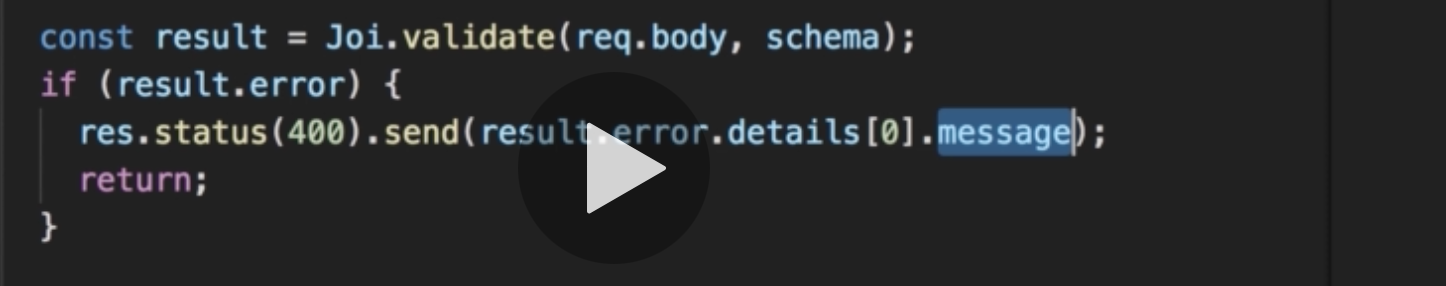 const result = Joi.validate(req.body, schema);
if (result.error) {
res.status(400).send(result.error.details[0].message);
return;
}